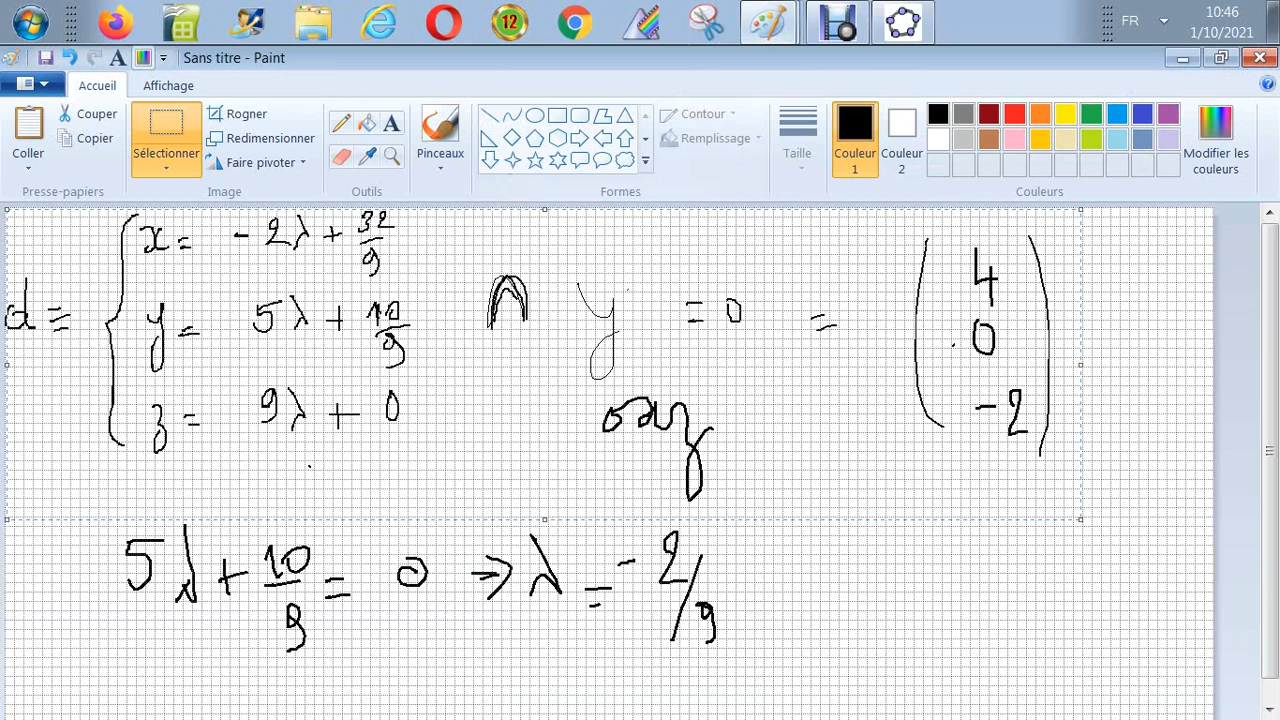 12
FR
10:46
1/10/2021
Sans titre - Paint
Accueil
Affichage
Coller
Couper
Copier
Presse-papiers
Sélectionner
Rogner
Redimensionner
Faire pivoter
Image
A
Outils
Pinceaux
Contour
Remplissage
Formes
Taille
Couleur 1
Couleur 2
Modifier les couleurs
Couleurs
x = -2λ + 32/9
d = y = 5λ + 10/9 ∩ y = 0 = (4 0 -2)
z = 9λ + 0
oxz
5λ + 10/9 = 0 → λ = -2/9